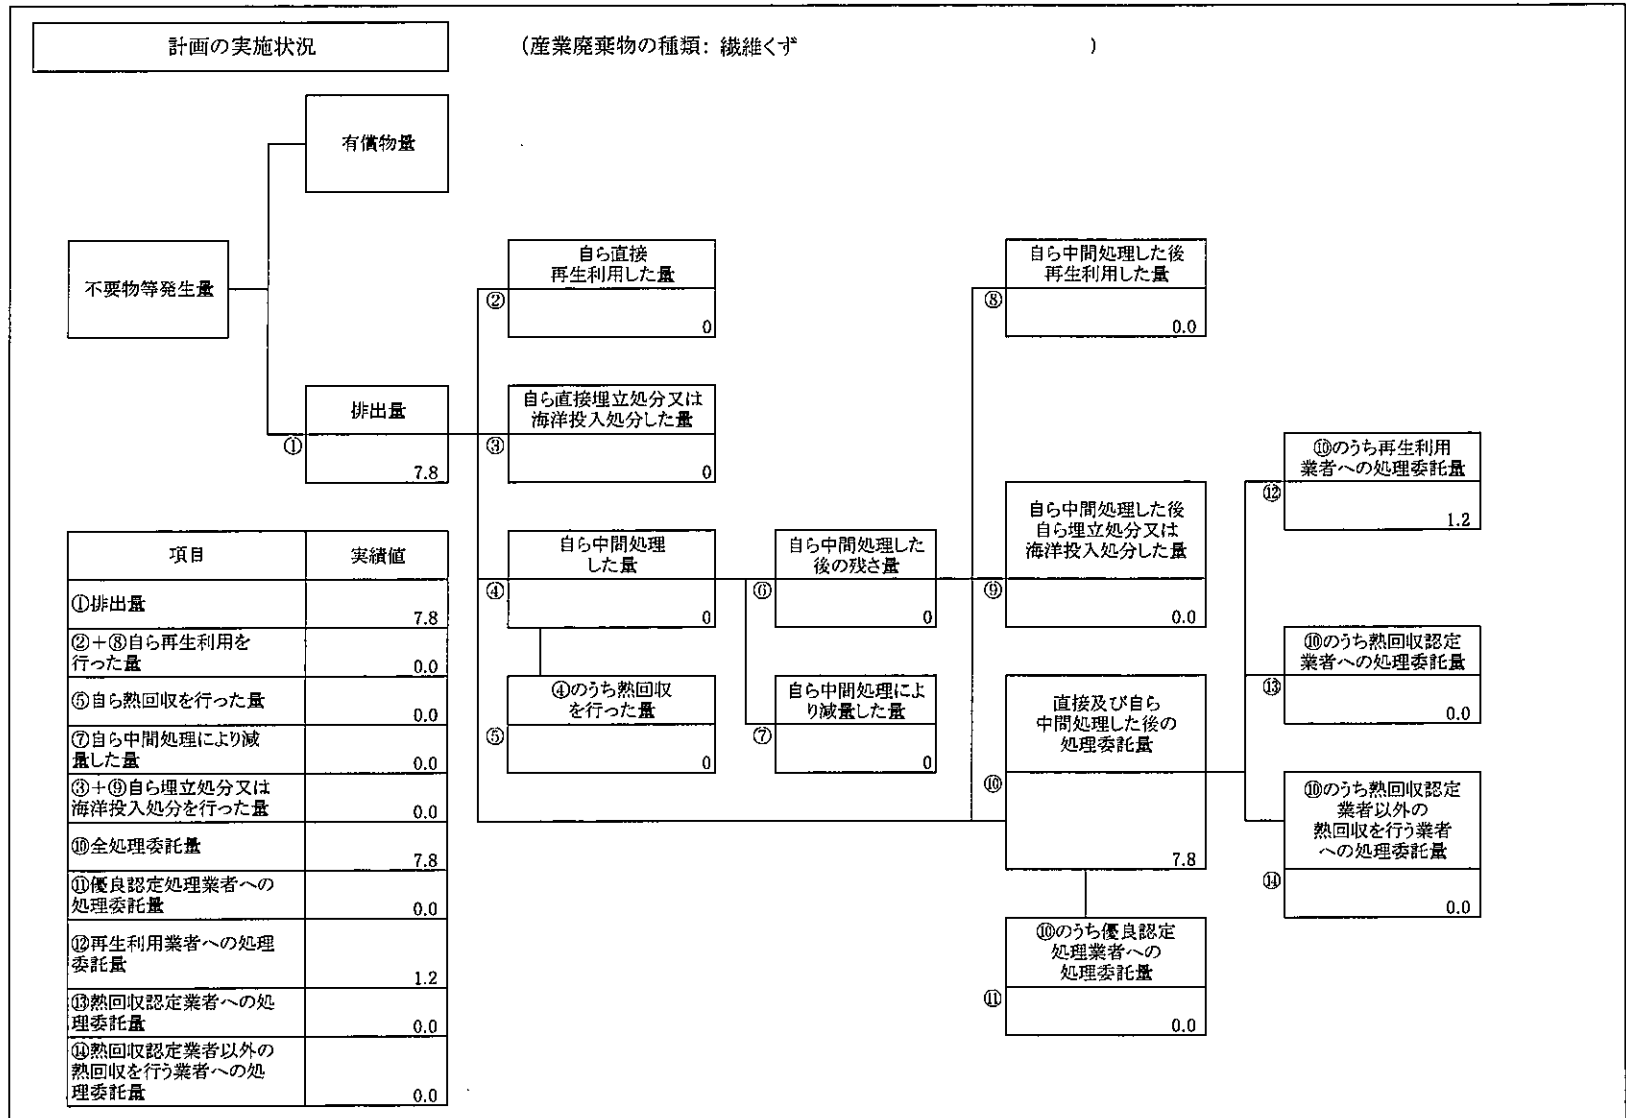 計画の実施状況
(産業廃棄物の種類: 繊維くず )
有償物量
不要物等発生量
自ら直接
再生利用した量
②
0
自ら中間処理した後
再生利用した量
⑧
0.0
排出量
①
7.8
自ら直接埋立処分又は
海洋投入処分した量
③
0
⑩のうち再生利用
業者への処理委託量
⑫
1.2
自ら中間処理
した量
④
0
自ら中間処理した
後の残さ量
⑥
0
自ら中間処理した後
自ら埋立処分又は
海洋投入処分した量
⑨
0.0
⑩のうち熱回収認定
業者への処理委託量
⑬
0.0
④のうち熱回収
を行った量
⑤
0
自ら中間処理によ
り減量した量
⑦
0
直接及び自ら
中間処理した後の
処理委託量
⑩
7.8
⑩のうち熱回収認定
業者以外の
熱回収を行う業者
への処理委託量
⑭
0.0
⑩のうち優良認定
処理業者への
処理委託量
⑪
0.0
項目 実績値
①排出量
7.8
②+⑧自ら再生利用を
行った量 0.0
⑤自ら熱回収を行った量
0.0
⑦自ら中間処理により減
量した量 0.0
③+⑨自ら埋立処分又は
海洋投入処分を行った量 0.0
⑩全処理委託量
7.8
⑪優良認定処理業者への
処理委託量 0.0
⑫再生利用業者への処理
委託量
1.2
⑬熱回収認定業者への処
理委託量 0.0
⑭熱回収認定業者以外の
熱回収を行う業者への処
理委託量 0.0